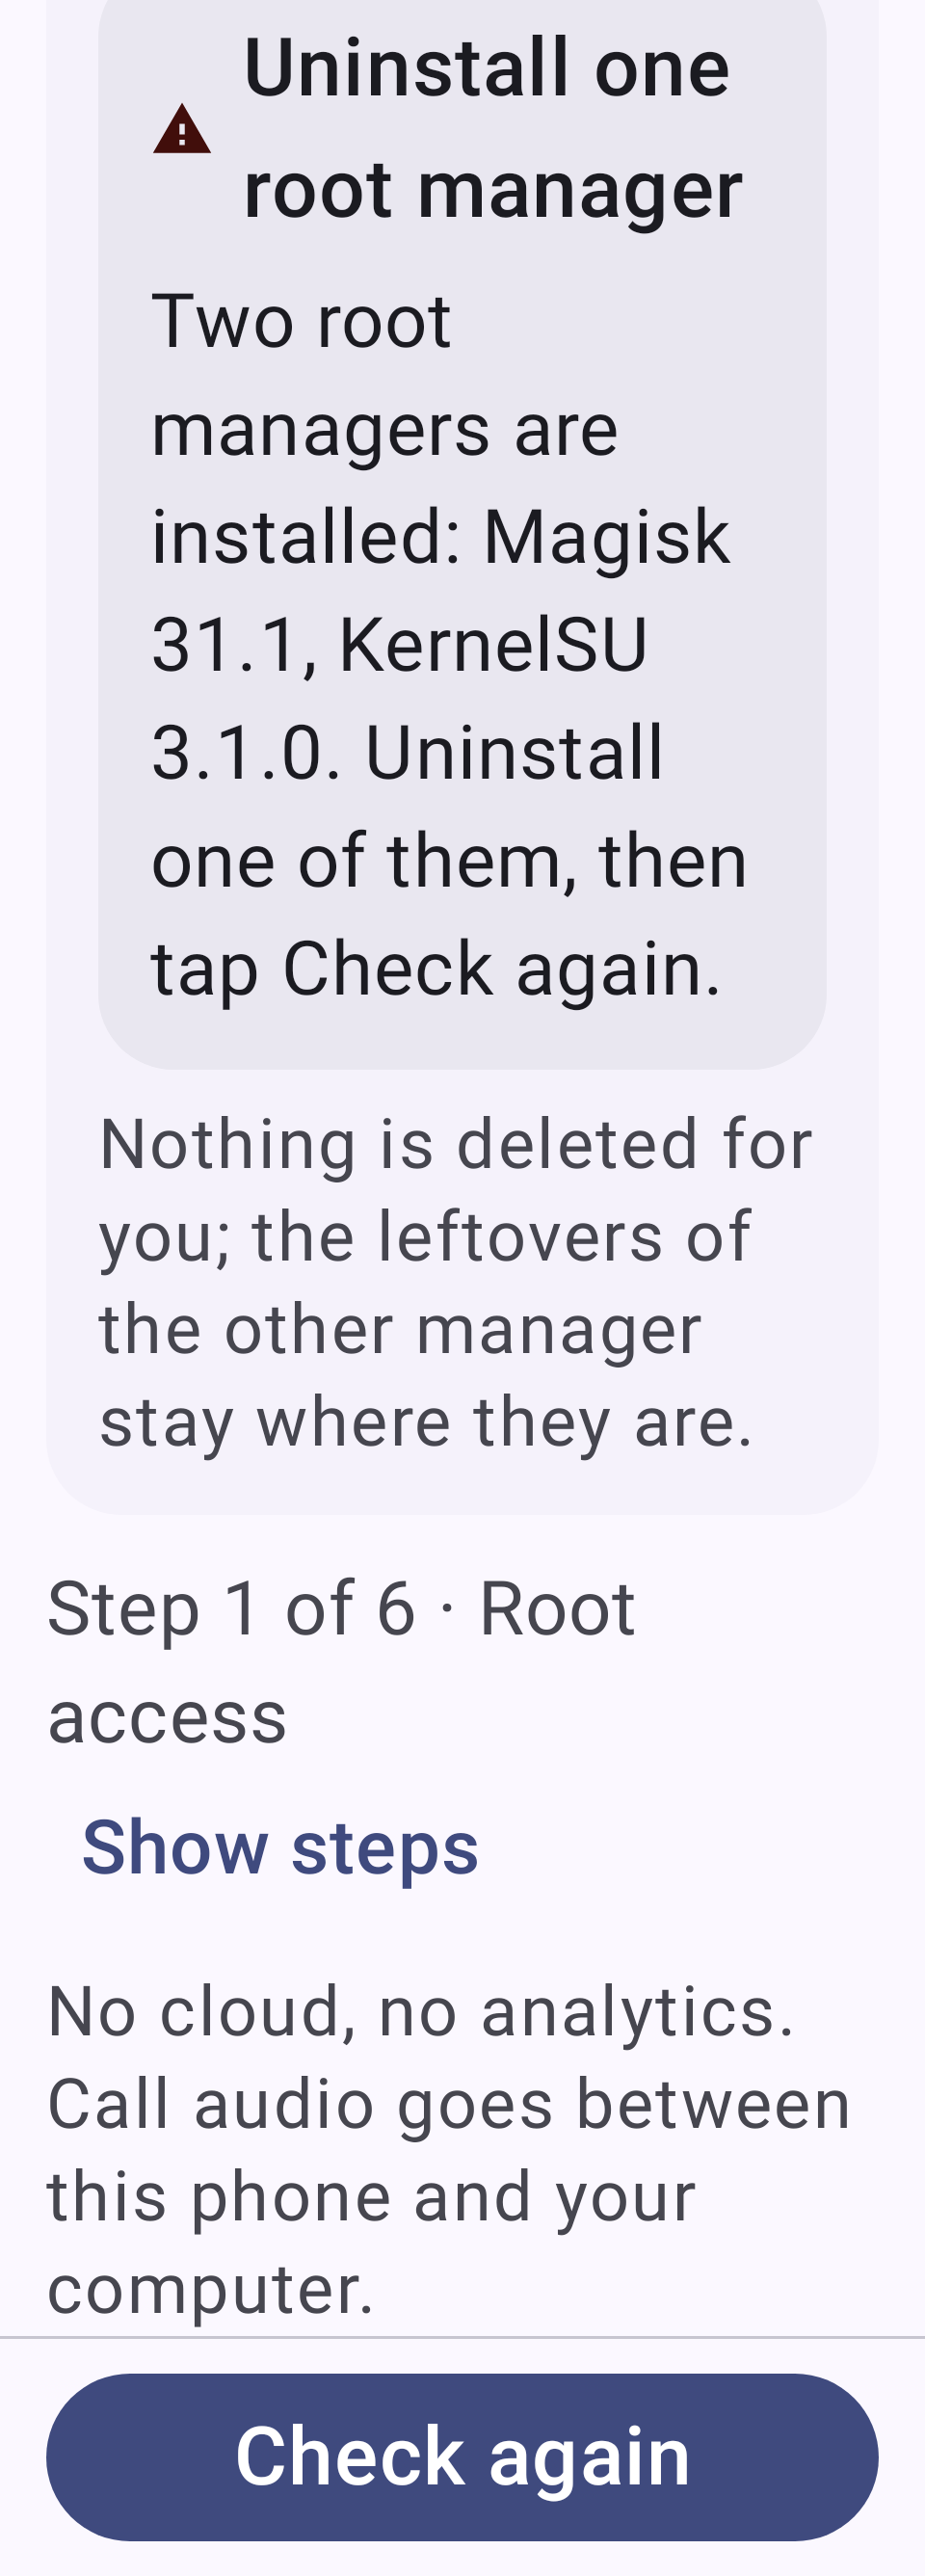 Uninstall one
root manager
Two root
managers are
installed: Magisk
31.1, KernelSU
3.1.0. Uninstall
one of them, then
tap Check again.
Nothing is deleted for
you; the leftovers of
the other manager
stay where they are.
Step 1 of 6 · Root
access
Show steps
No cloud, no analytics.
Call audio goes between
this phone and your
computer.
Check again